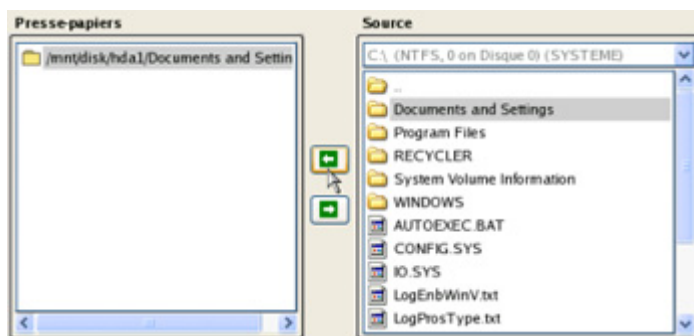 Presse-papiers
/mnt/disk/hda1/Documents and Settin
Source
C:\ (NTFS, 0 on Disque 0) (SYSTEME)
..
Documents and Settings
Program Files
RECYCLER
System Volume Information
WINDOWS
AUTOEXEC.BAT
CONFIG.SYS
IO.SYS
LogEnbWinV.txt
LogProsType.txt